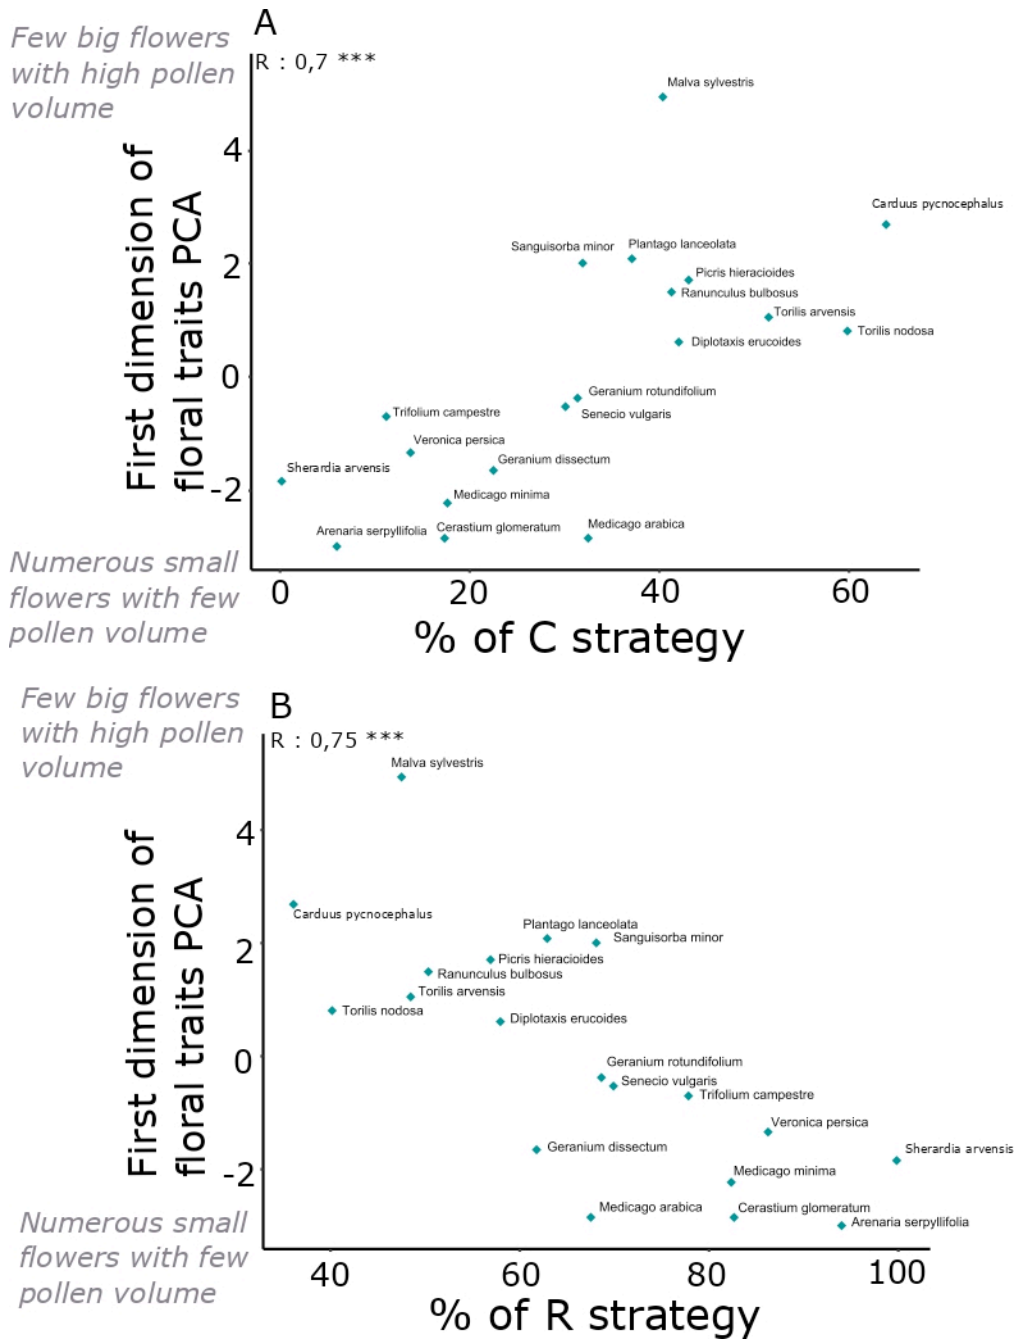 A
Few big flowers
with high pollen
volume
R : 0,7 ***
Malva sylvestris
4
Carduus pycnocephalus
Sanguisorba minor
Plantago lanceolata
2
Picris hieracioides
Ranunculus bulbosus
Torilis arvensis
Torilis nodosa
Diplotaxis erucoides
First dimension of
floral traits PCA
0
Geranium rotundifolium
Trifolium campestre
Senecio vulgaris
Veronica persica
Geranium dissectum
Sherardia arvensis
-2
Medicago minima
Arenaria serpyllifolia
Cerastium glomeratum
Medicago arabica
Numerous small
flowers with few
pollen volume
0 20 40 60
% of C strategy
Few big flowers
with high pollen
volume
B
R : 0,75 ***
Malva sylvestris
4
Carduus pycnocephalus
Plantago lanceolata
Sanguisorba minor
2
Picris hieracioides
Ranunculus bulbosus
Torilis arvensis
Torilis nodosa
Diplotaxis erucoides
First dimension of
floral traits PCA
0
Geranium rotundifolium
Senecio vulgaris
Trifolium campestre
Veronica persica
Geranium dissectum
Sherardia arvensis
-2
Medicago minima
Medicago arabica
Cerastium glomeratum
Arenaria serpyllifolia
Numerous small
flowers with few
pollen volume
40 60 80 100
% of R strategy